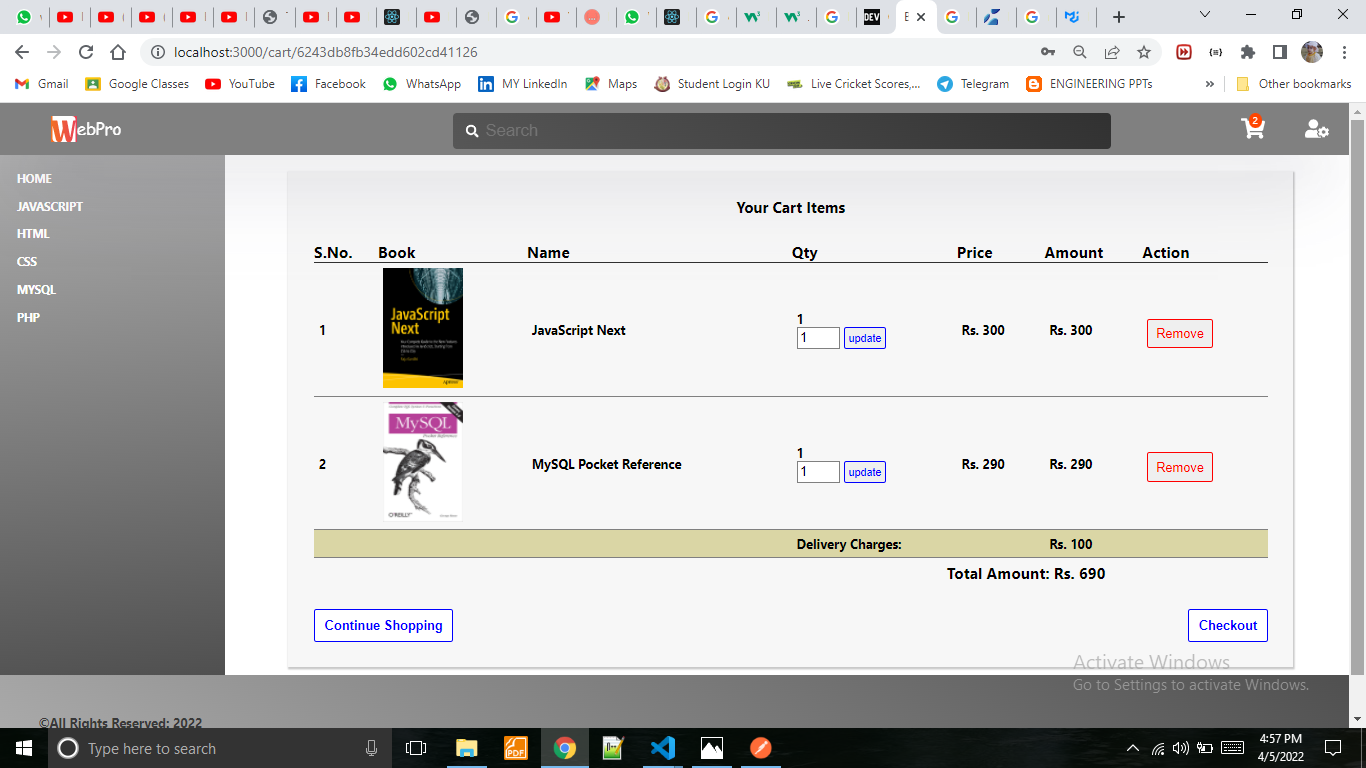 localhost:3000/cart/6243db8fb34edd602cd41126
Gmail Google Classes YouTube Facebook WhatsApp MY LinkedIn Maps Student Login KU Live Cricket Scores,... Telegram ENGINEERING PPTs » Other bookmarks
WebPro
Search
2
HOME
JAVASCRIPT
HTML
CSS
MYSQL
PHP
Your Cart Items
S.No. Book Name Qty Price Amount Action
JavaScript
Next
1 JavaScript Next 1 1 update Rs. 300 Rs. 300 Remove
MySQL
Pocket Reference
O'REILLY
2 MySQL Pocket Reference 1 1 update Rs. 290 Rs. 290 Remove
Delivery Charges: Rs. 100
Total Amount: Rs. 690
Continue Shopping Checkout
Activate Windows
Go to Settings to activate Windows.
©All Rights Reserved: 2022
Type here to search
4:57 PM
4/5/2022